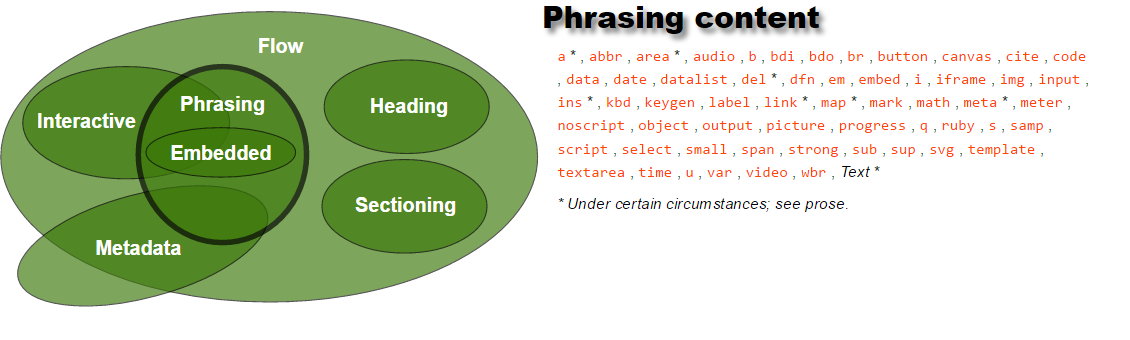 Phrasing content
Flow
Phrasing
Interactive
Heading
Embedded
Sectioning
Metadata
a *, abbr , area *, audio , b , bdi , bdo , br , button , canvas , cite , code
, data , date , datalist , del *, dfn , em , embed , i , iframe , img , input ,
ins *, kbd , keygen , label , link *, map *, mark , math , meta *, meter ,
noscript , object , output , picture , progress , q , ruby , s , samp ,
script , select , small , span , strong , sub , sup , svg , template ,
textarea , time , u , var , video , wbr , Text *
* Under certain circumstances; see prose.